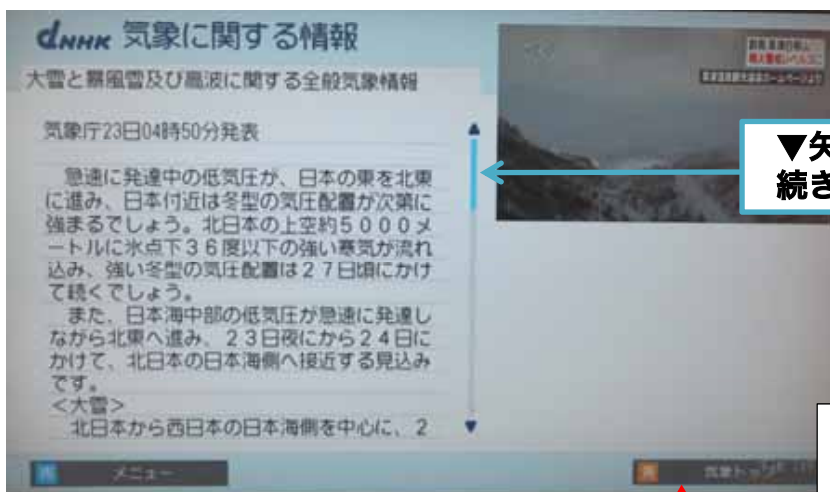 dNHK 気象に関する情報
大雪と暴風雪及び高波に関する全般気象情報
気象庁23日04時50分発表
急速に発達中の低気圧が、日本の東を北東
に進み、日本付近は冬型の気圧配置が次第に
強まるでしょう。北日本の上空約５０００メ
ートルに氷点下３６度以下の強い寒気が流れ
込み、強い冬型の気圧配置は２７日頃にかけ
て続くでしょう。
また、日本海中部の低気圧が急速に発達し
ながら北東へ進み、２３日夜にから２４日に
かけて、北日本の日本海側へ接近する見込み
です。
＜大雪＞
北日本から西日本の日本海側を中心に、２
▼矢
続き
メニュー
気象トップ